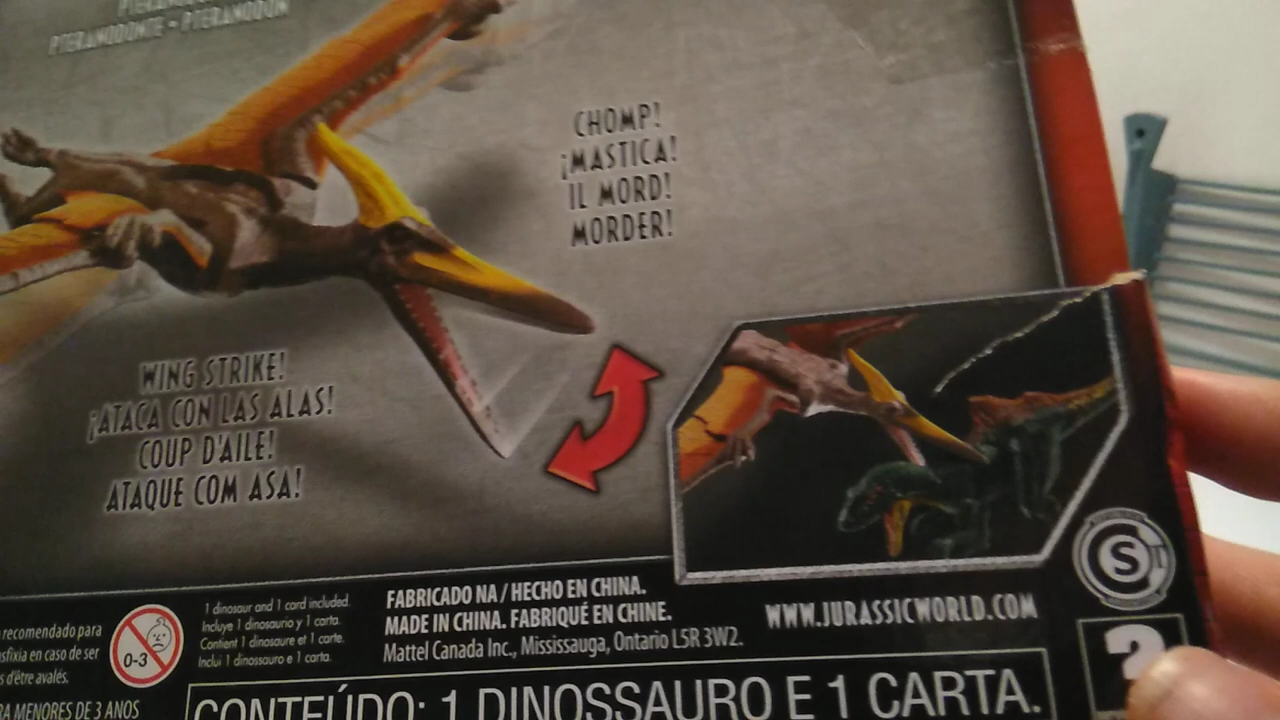 PTERANODONTE - PTERANODON
CHOMP!
¡MASTICA!
IL MORD!
MORDER!
WING STRIKE!
¡ATACA CON LAS ALAS!
COUP D'AILE!
ATAQUE COM ASA!
recomendado para
sfixia en caso de ser
s d'être avalés.
RA MENORES DE 3 ANOS
0-3
1 dinosaur and 1 card included.
Incluye 1 dinosaurio y 1 carta.
Contient 1 dinosaure et 1 carte.
Inclui 1 dinossauro e 1 carta.
FABRICADO NA / HECHO EN CHINA.
MADE IN CHINA. FABRIQUÉ EN CHINE.
Mattel Canada Inc., Mississauga, Ontario L5R 3W2.
WWW.JURASSICWORLD.COM
S
?
CONTEÚDO: 1 DINOSSAURO E 1 CARTA.